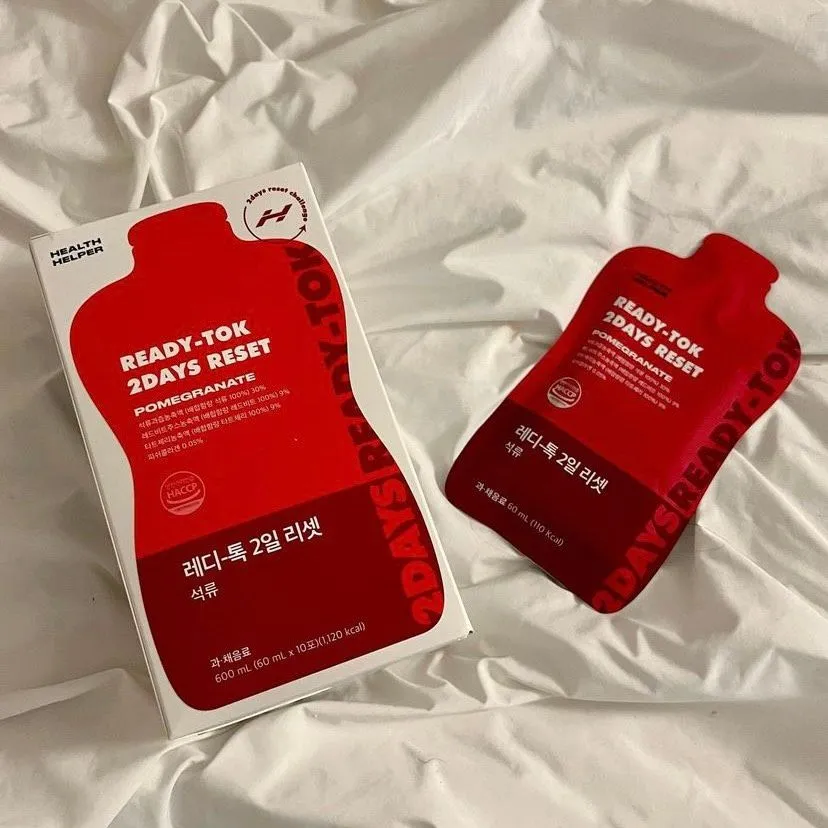 2days reset challenge
HEALTH
HELPER
READY-TOK
2DAYS RESET
POMEGRANATE
석류과즙농축액 (배합함량 석류 100%) 30%
레드비트주스농축액 (배합함량 레드비트 100%) 9%
타트체리농축액 (배합함량 타트체리 100%) 9%
피쉬콜라겐 0.05%
HACCP
레디-톡 2일 리셋
석류
과·채음료
600 mL (60 mL x 10포)(1,120 kcal)
2DAYS READY-TOK
HELPER
READY-TOK
2DAYS RESET
POMEGRANATE
HACCP
레디-톡 2일 리셋
석류
과·채음료 60 mL (110 Kcal)
2DAYS READY-TOK